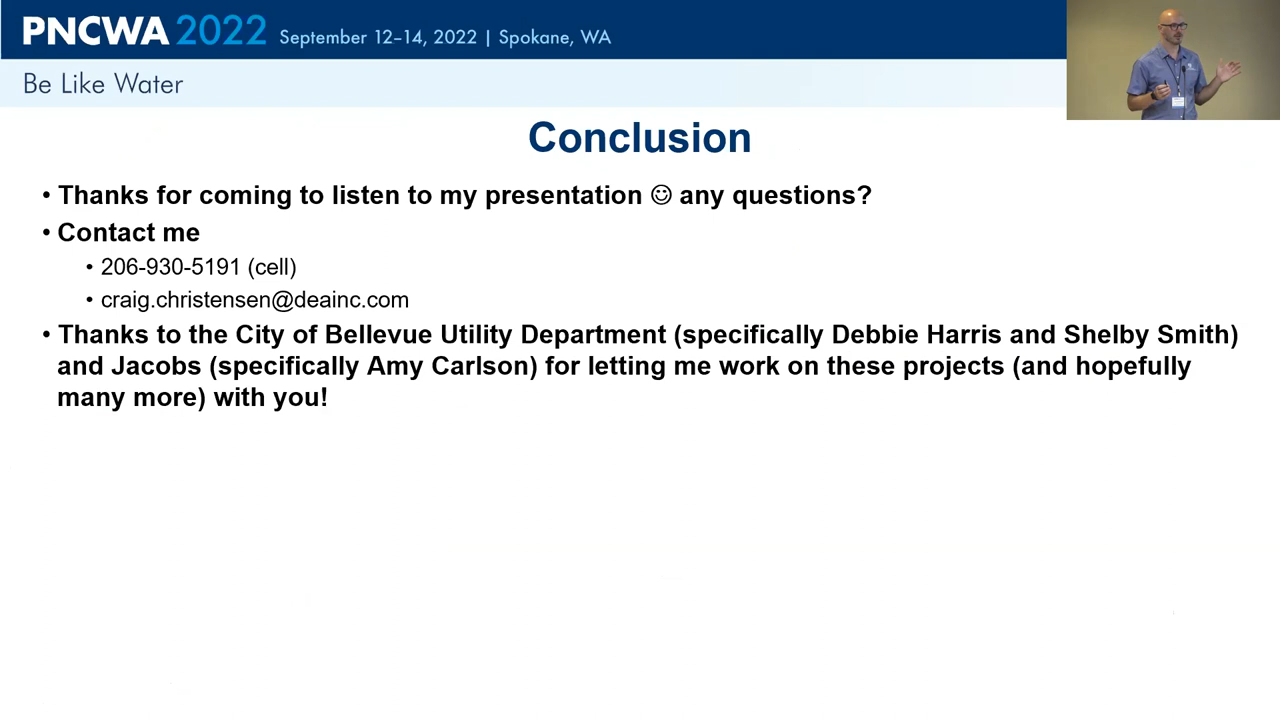 PNCWA 2022 September 12–14, 2022 | Spokane, WA
Be Like Water
Conclusion
• Thanks for coming to listen to my presentation ☺ any questions?
• Contact me
• 206-930-5191 (cell)
• craig.christensen@deainc.com
• Thanks to the City of Bellevue Utility Department (specifically Debbie Harris and Shelby Smith)
and Jacobs (specifically Amy Carlson) for letting me work on these projects (and hopefully
many more) with you!